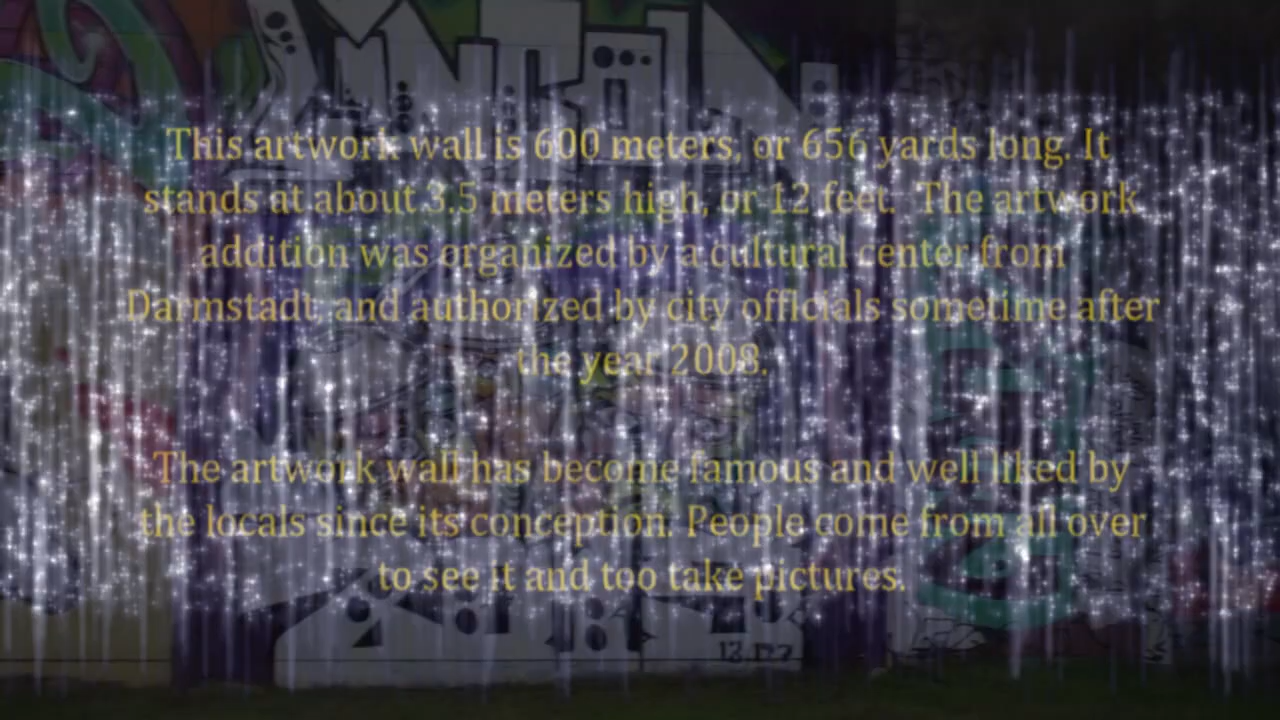 This artwork wall is 600 meters, or 656 yards long. It
stands at about 3.5 meters high, or 12 feet. The artwork
addition was organized by a cultural center from
Darmstadt, and authorized by city officials sometime after
the year 2008.
The artwork wall has become famous and well liked by
the locals since its conception. People come from all over
to see it and too take pictures.